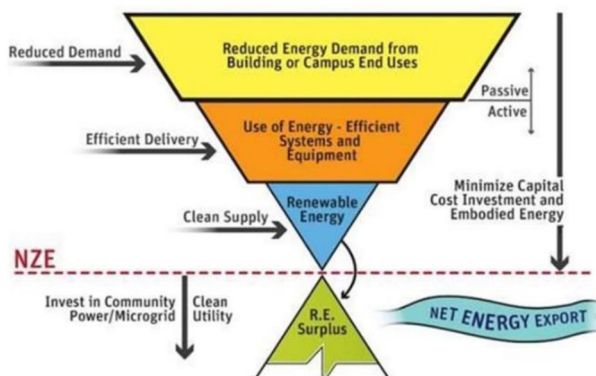 Reduced Demand
Reduced Energy Demand from
Building or Campus End Uses
Passive
Active
Efficient Delivery
Use of Energy - Efficient
Systems and
Equipment
Minimize Capital
Cost Investment and
Embodied Energy
Clean Supply
Renewable
Energy
NZE
Invest in Community
Power/Microgrid
Clean
Utility
R.E.
Surplus
NET ENERGY EXPORT